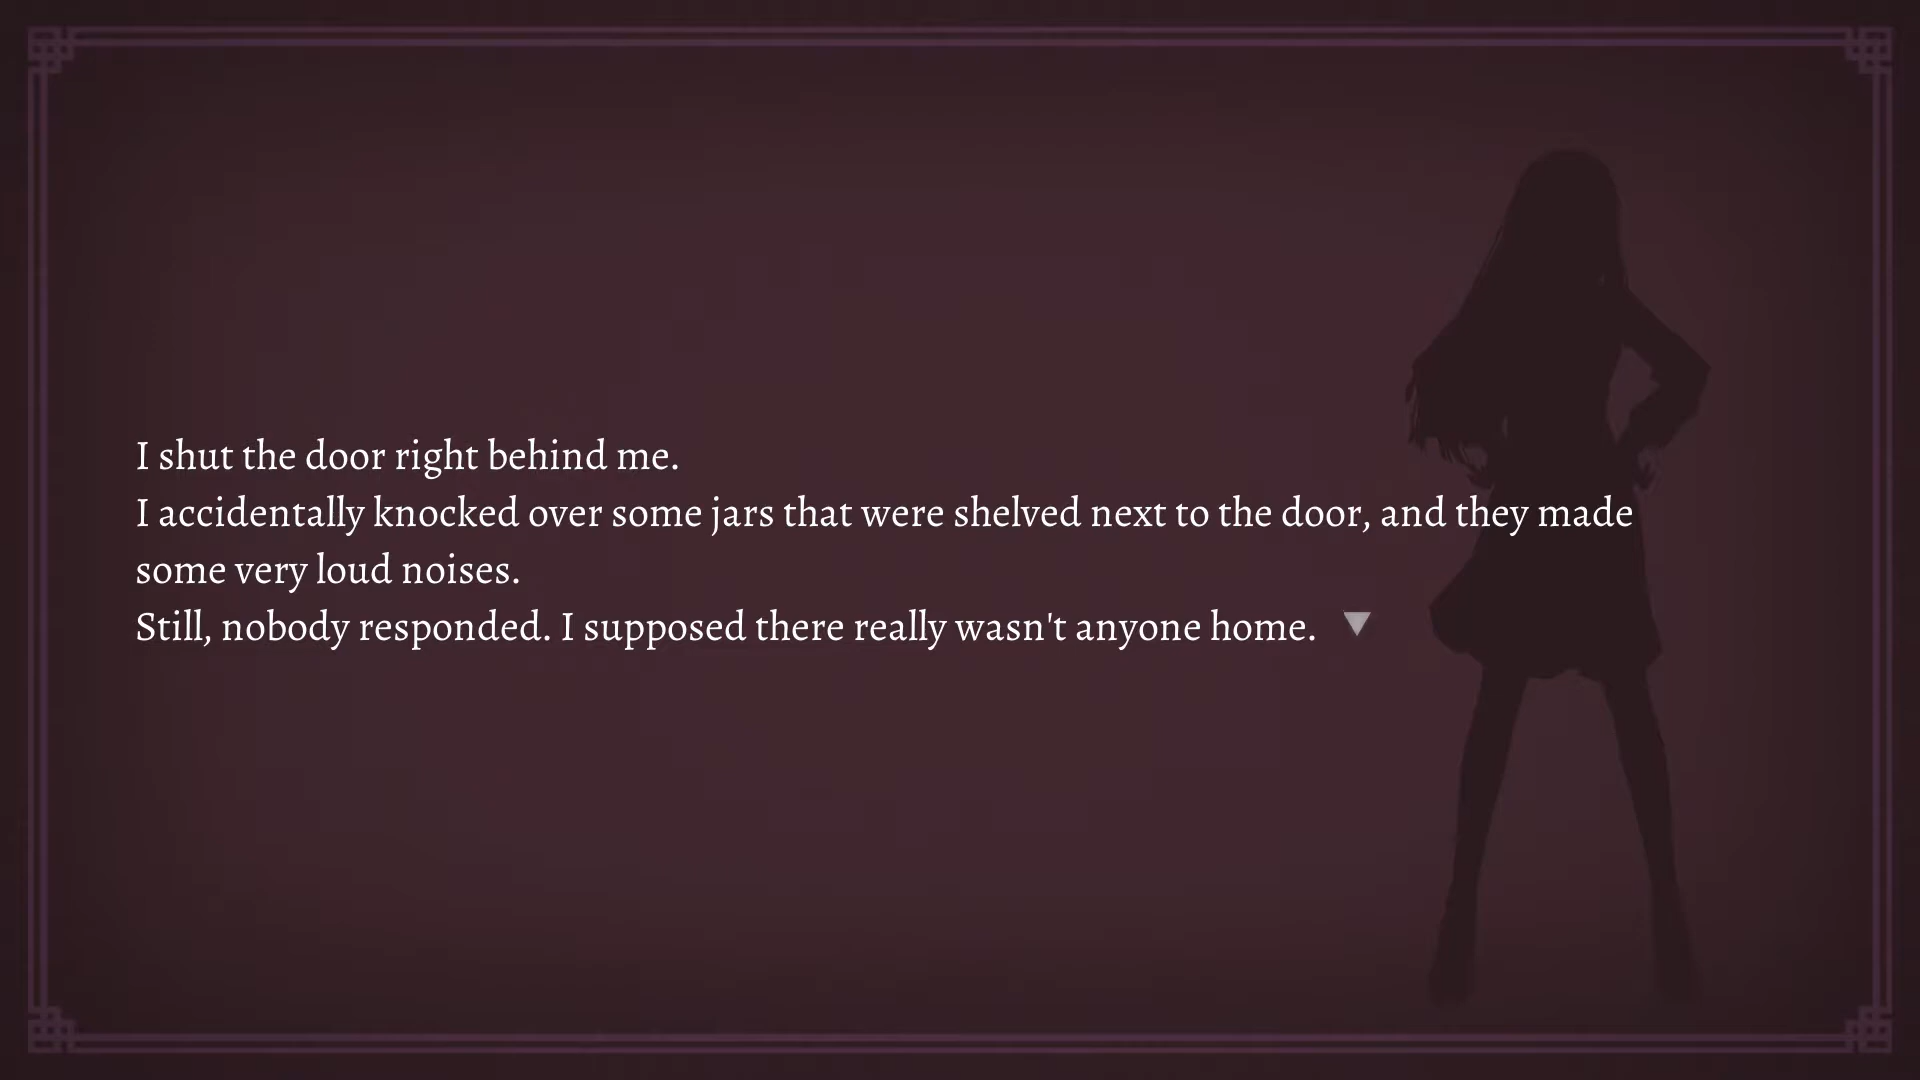 I shut the door right behind me.
I accidentally knocked over some jars that were shelved next to the door, and they made
some very loud noises.
Still, nobody responded. I supposed there really wasn't anyone home.